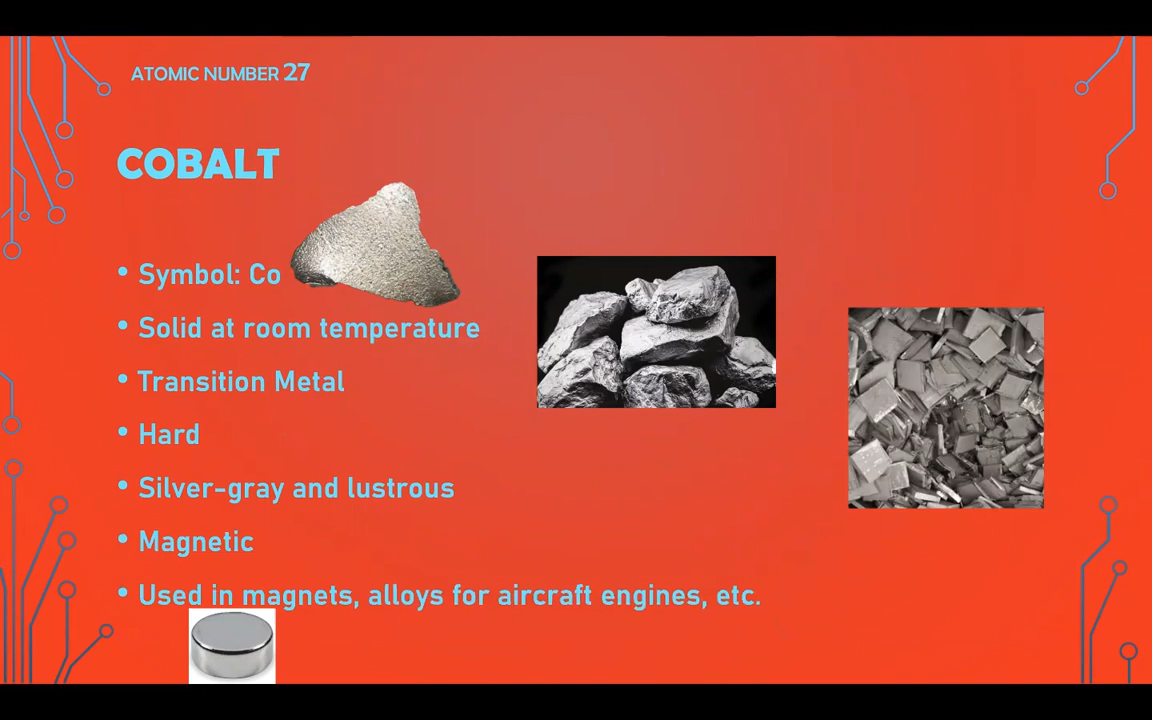 ATOMIC NUMBER 27
COBALT
• Symbol: Co
• Solid at room temperature
• Transition Metal
• Hard
• Silver-gray and lustrous
• Magnetic
• Used in magnets, alloys for aircraft engines, etc.